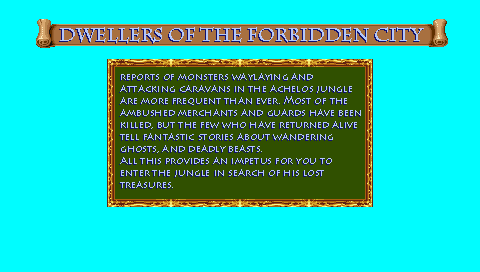 DWELLERS OF THE FORBIDDEN CITY
REPORTS OF MONSTERS WAYLAYING AND
ATTACKING CARAVANS IN THE ACHELOS JUNGLE
ARE MORE FREQUENT THAN EVER. MOST OF THE
AMBUSHED MERCHANTS AND GUARDS HAVE BEEN
KILLED, BUT THE FEW WHO HAVE RETURNED ALIVE
TELL FANTASTIC STORIES ABOUT WANDERING
GHOSTS, AND DEADLY BEASTS.
ALL THIS PROVIDES AN IMPETUS FOR YOU TO
ENTER THE JUNGLE IN SEARCH OF HIS LOST
TREASURES.